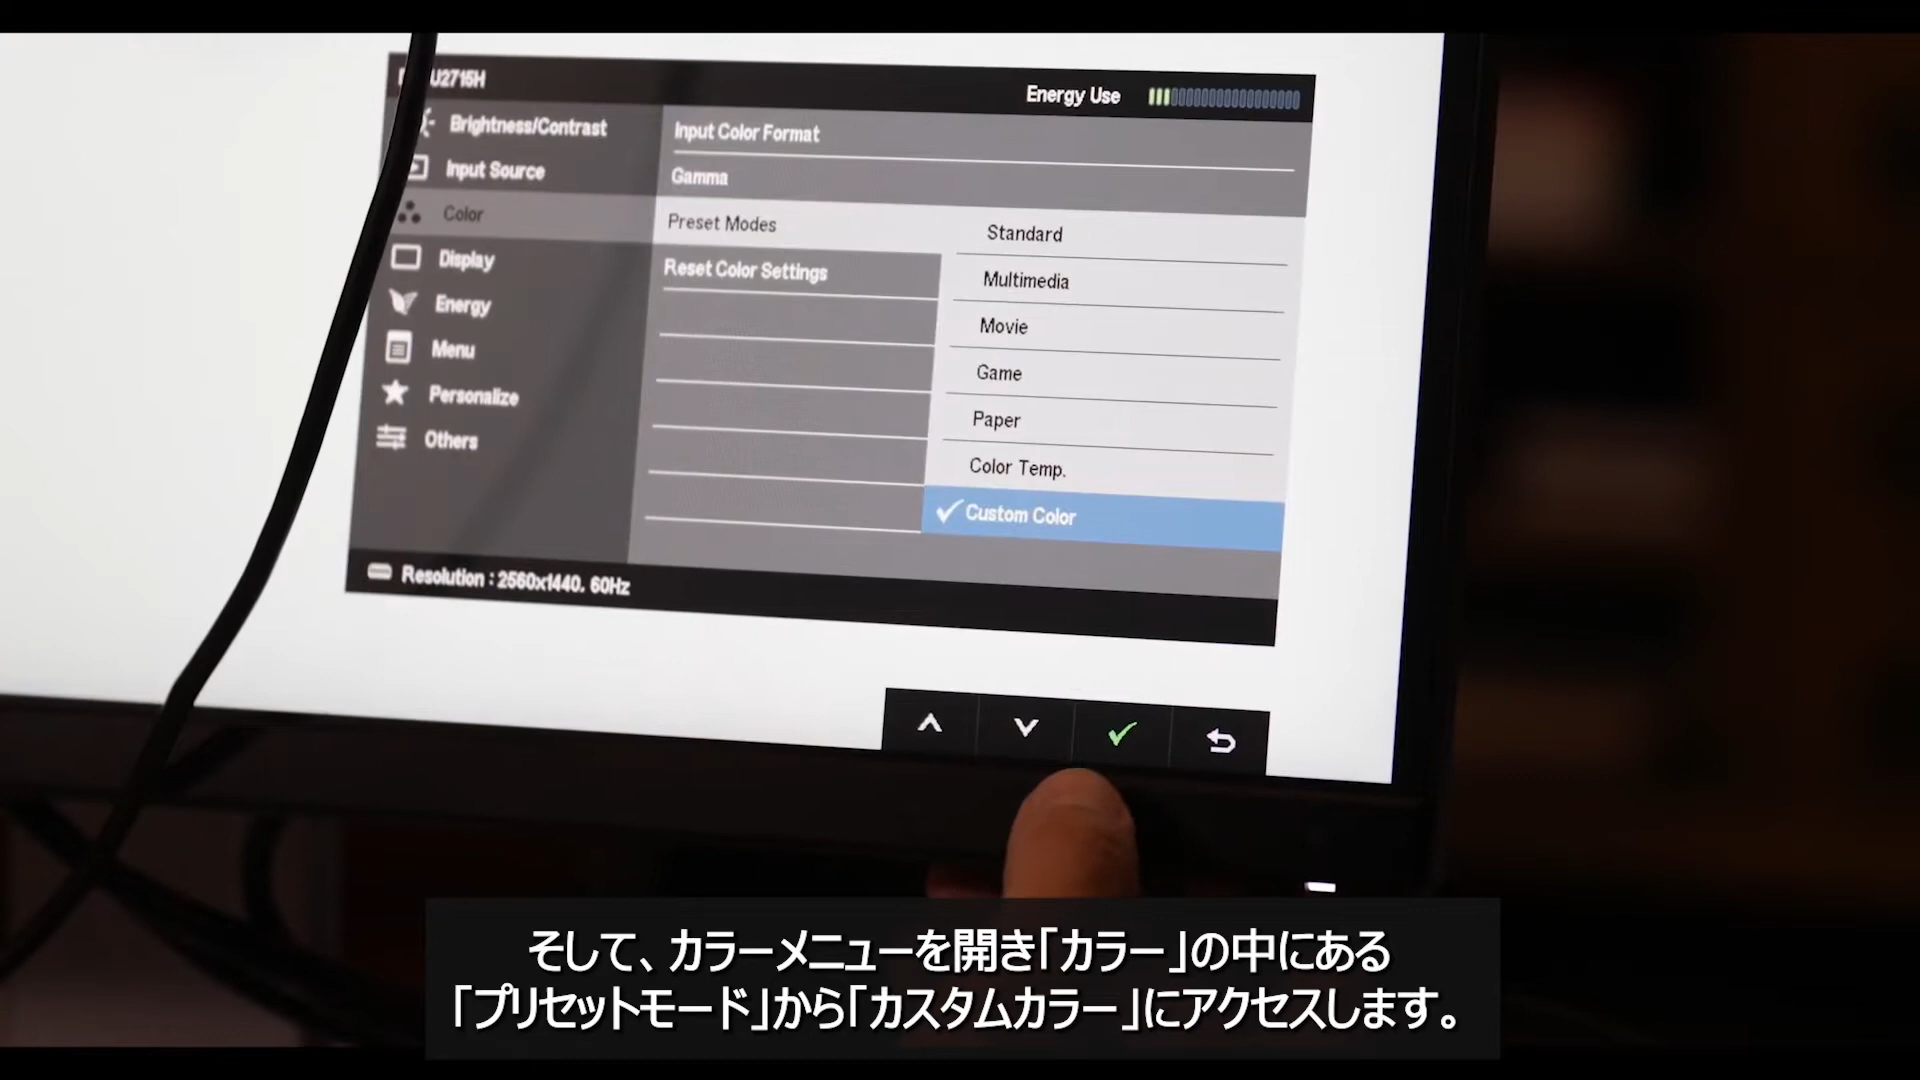 U2715H
Energy Use
Brightness/Contrast
Input Source
Color
Display
Energy
Menu
Personalize
Others
Input Color Format
Gamma
Preset Modes
Reset Color Settings
Standard
Multimedia
Movie
Game
Paper
Color Temp.
Custom Color
Resolution : 2560x1440. 60Hz
そして、カラーメニューを開き「カラー」の中にある
「プリセットモード」から「カスタムカラー」にアクセスします。